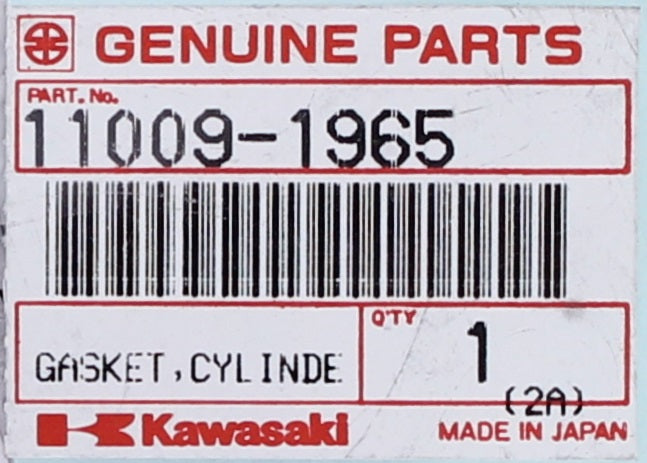 GENUINE PARTS
PART. No.
11009-1965
Q'TY
GASKET,CYLINDE 1
(2A)
Kawasaki MADE IN JAPAN